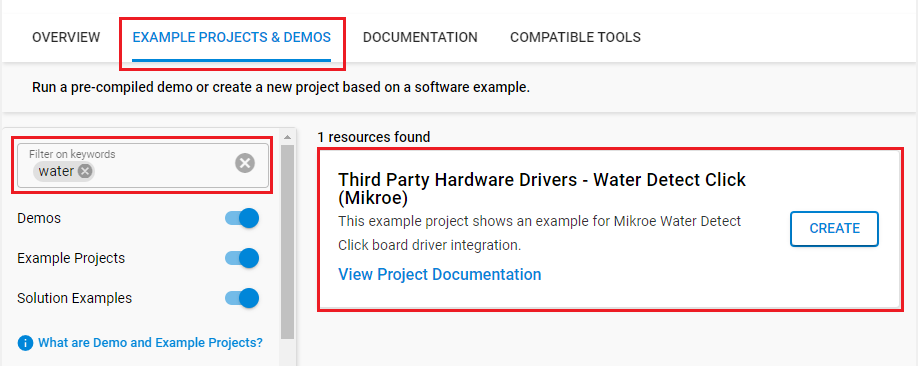 OVERVIEW
EXAMPLE PROJECTS & DEMOS
DOCUMENTATION
COMPATIBLE TOOLS
Run a pre-compiled demo or create a new project based on a software example.
Filter on keywords
water
Demos
Example Projects
Solution Examples
What are Demo and Example Projects?
1 resources found
Third Party Hardware Drivers - Water Detect Click
(Mikroe)
This example project shows an example for Mikroe Water Detect
Click board driver integration.
View Project Documentation
CREATE